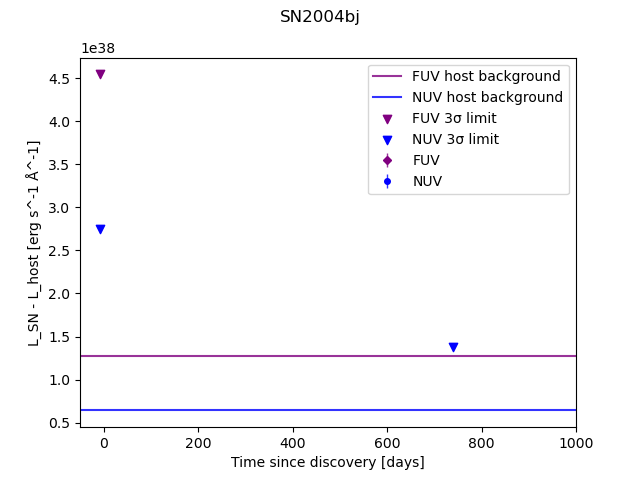 SN2004bj
1e38
4.5
4.0
3.5
3.0
2.5
2.0
1.5
1.0
0.5
L_SN - L_host [erg s^-1 Å^-1]
FUV host background
NUV host background
FUV 3σ limit
NUV 3σ limit
FUV
NUV
0 200 400 600 800 1000
Time since discovery [days]